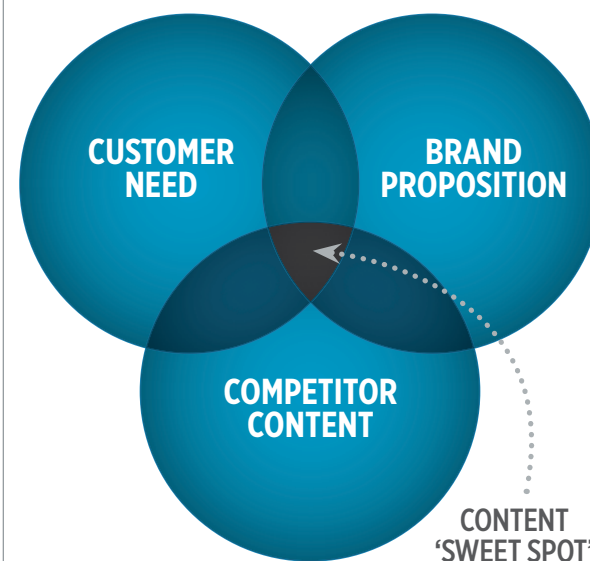 CUSTOMER
NEED
BRAND
PROPOSITION
COMPETITOR
CONTENT
CONTENT
‘SWEET SPOT’